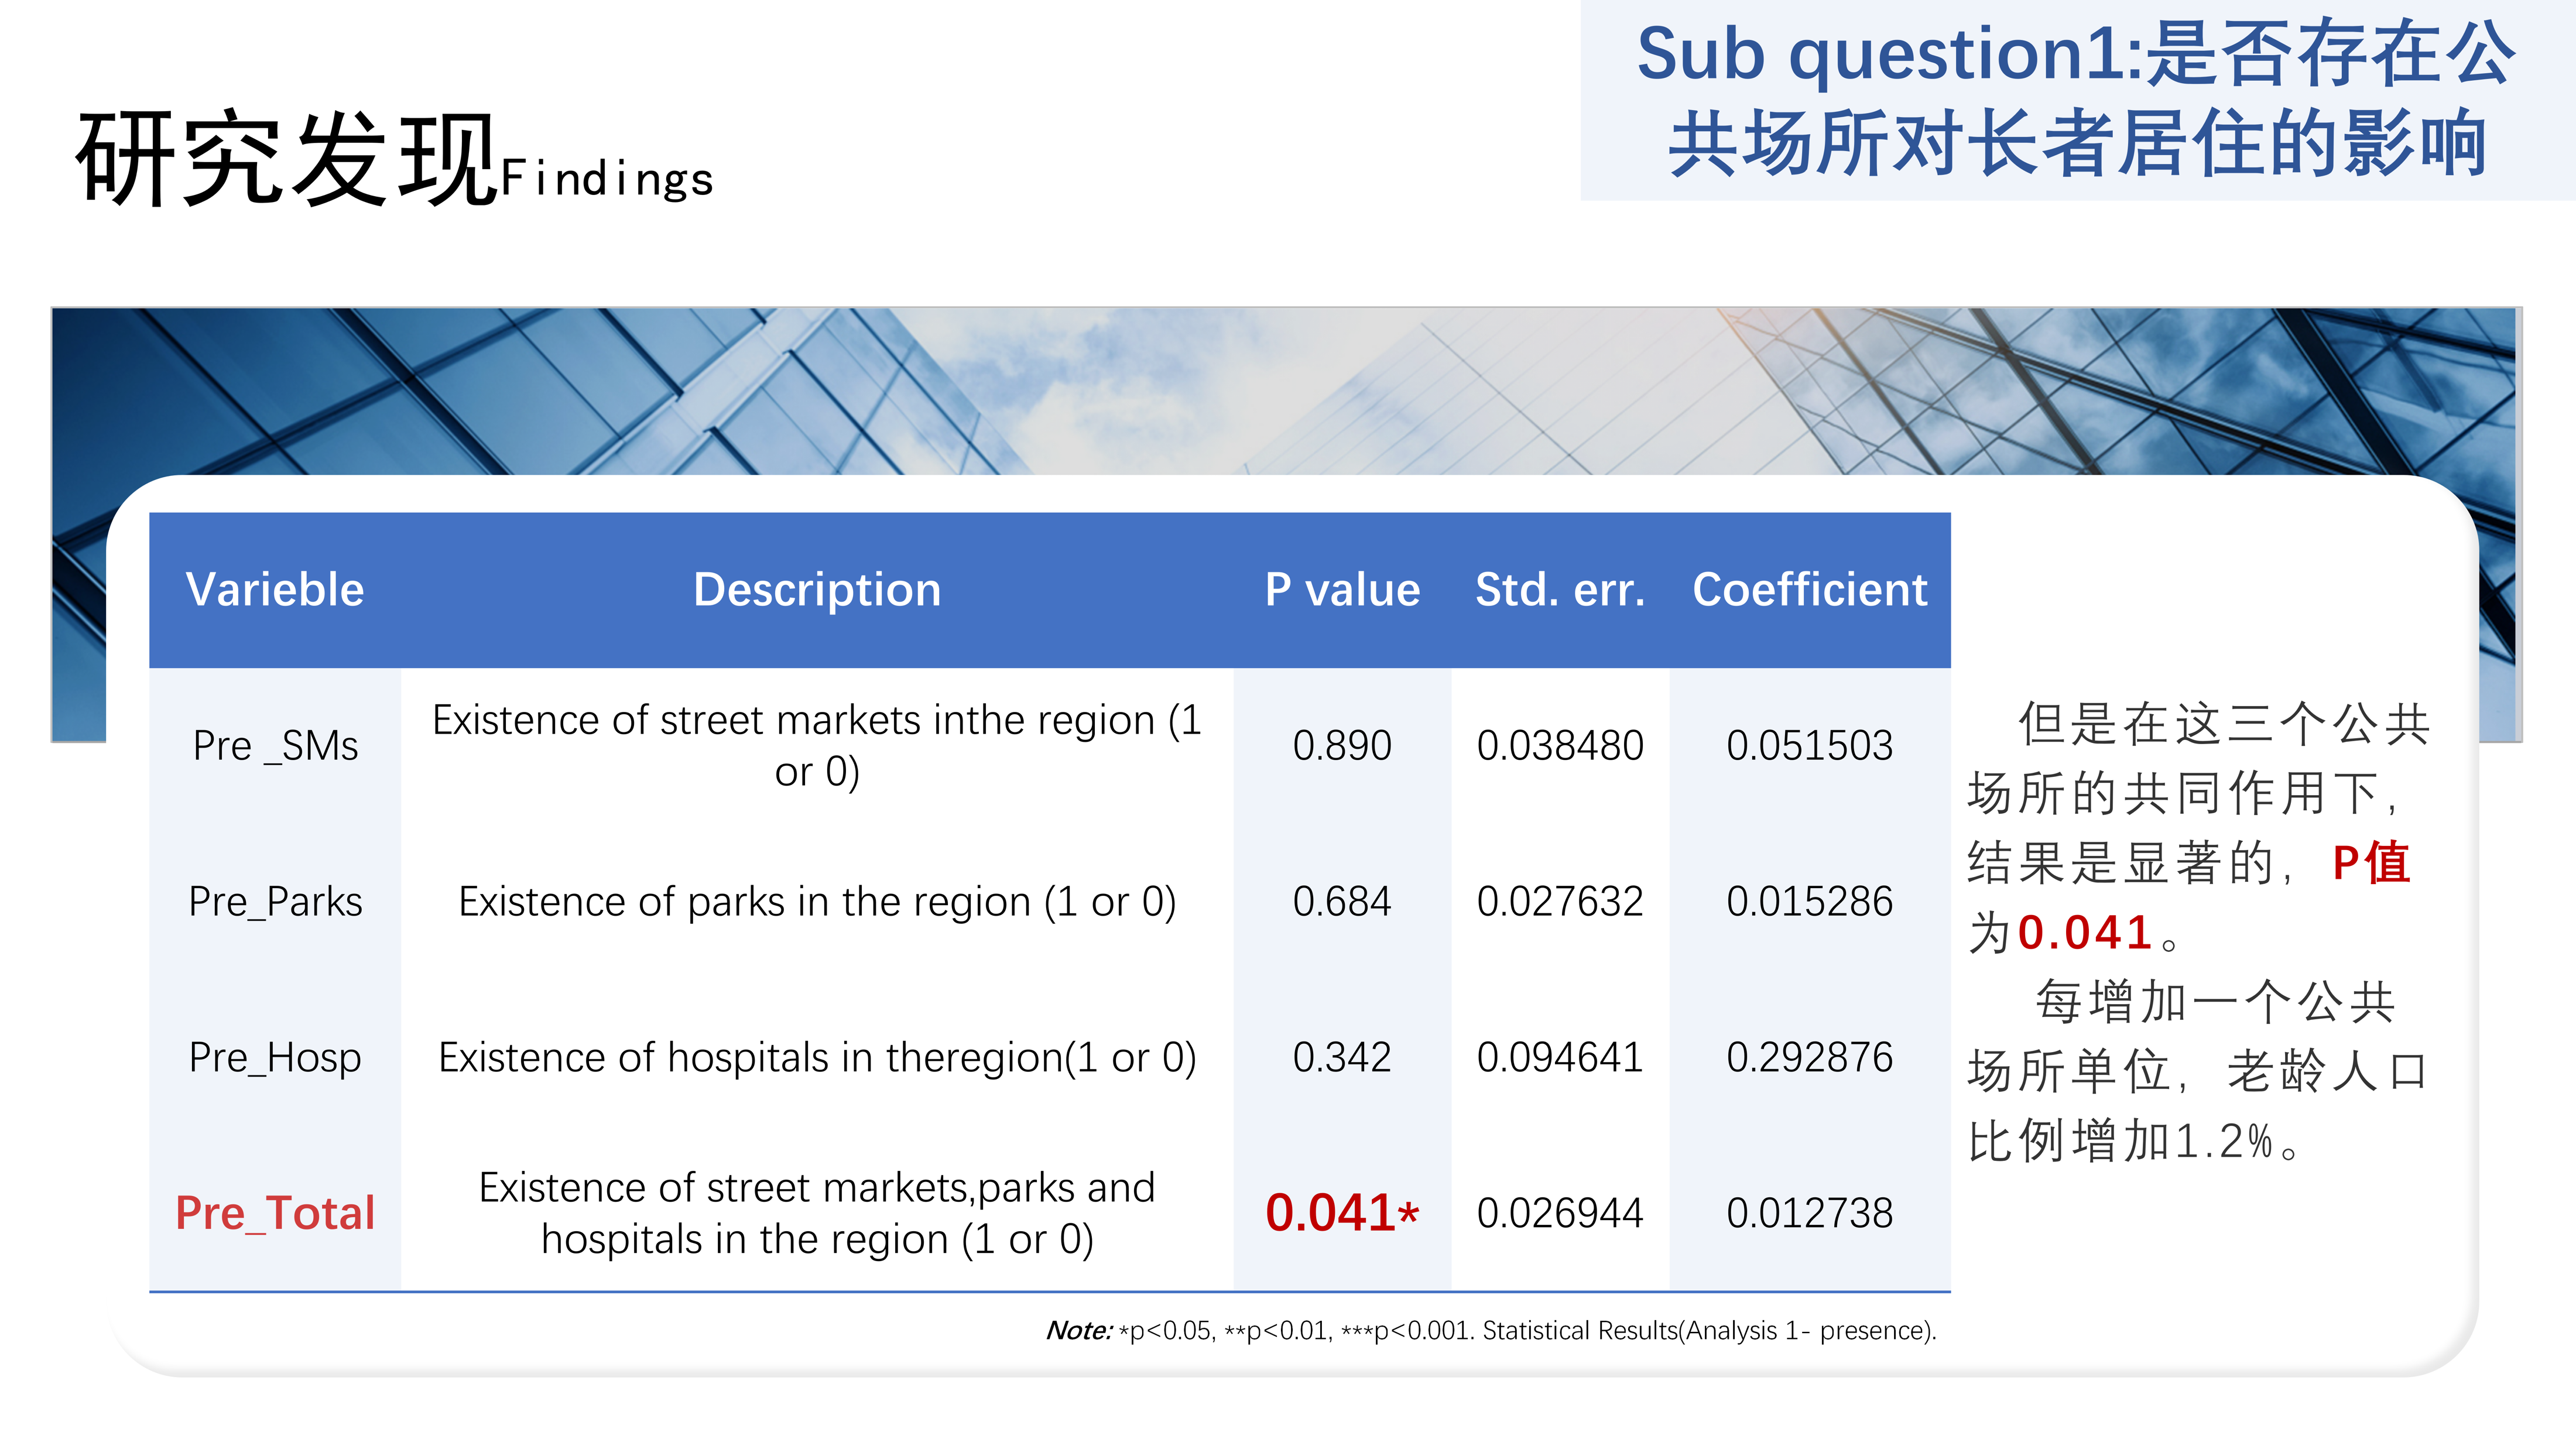 Sub question1:是否存在公
共场所对长者居住的影响
研究发现Findings
Varieble Description P value Std. err. Coefficient
Pre _SMs Existence of street markets inthe region (1 or 0) 0.890 0.038480 0.051503
Pre_Parks Existence of parks in the region (1 or 0) 0.684 0.027632 0.015286
Pre_Hosp Existence of hospitals in theregion(1 or 0) 0.342 0.094641 0.292876
Pre_Total Existence of street markets,parks and hospitals in the region (1 or 0) 0.041* 0.026944 0.012738
Note: *p<0.05, **p<0.01, ***p<0.001. Statistical Results(Analysis 1- presence).
但是在这三个公共
场所的共同作用下,
结果是显著的, P值
为0.041。
每增加一个公共
场所单位, 老龄人口
比例增加1.2%。